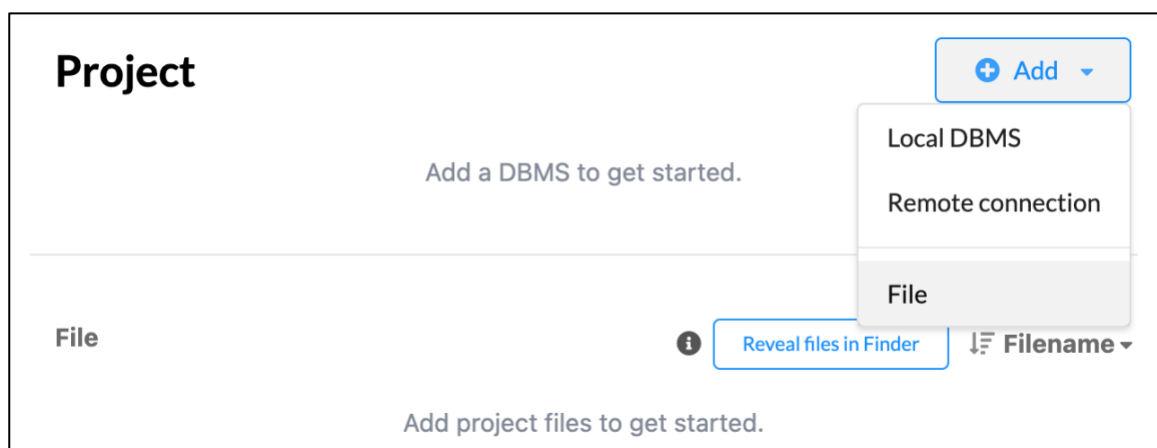 Project
Add
Local DBMS
Add a DBMS to get started.
Remote connection
File
File
Reveal files in Finder
Filename
Add project files to get started.